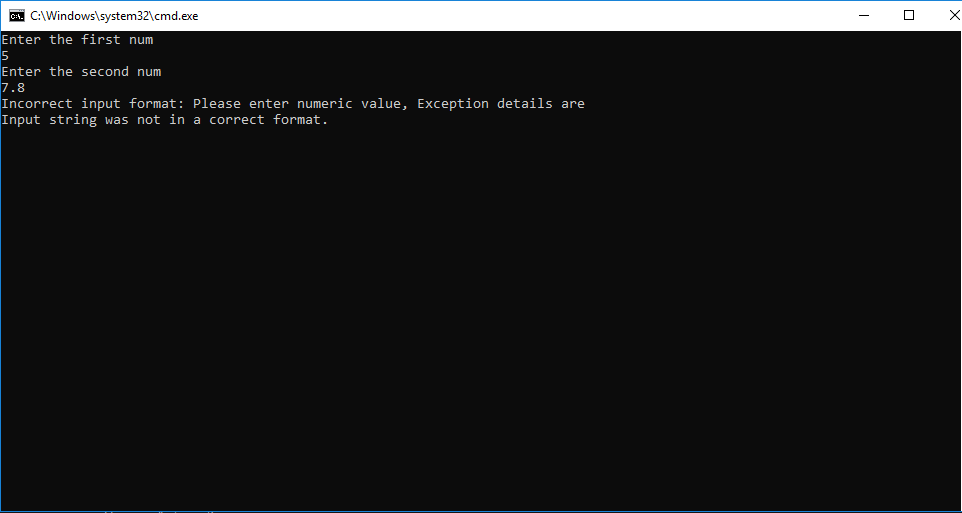 C:\Windows\system32\cmd.exe
Enter the first num
5
Enter the second num
7.8
Incorrect input format: Please enter numeric value, Exception details are
Input string was not in a correct format.